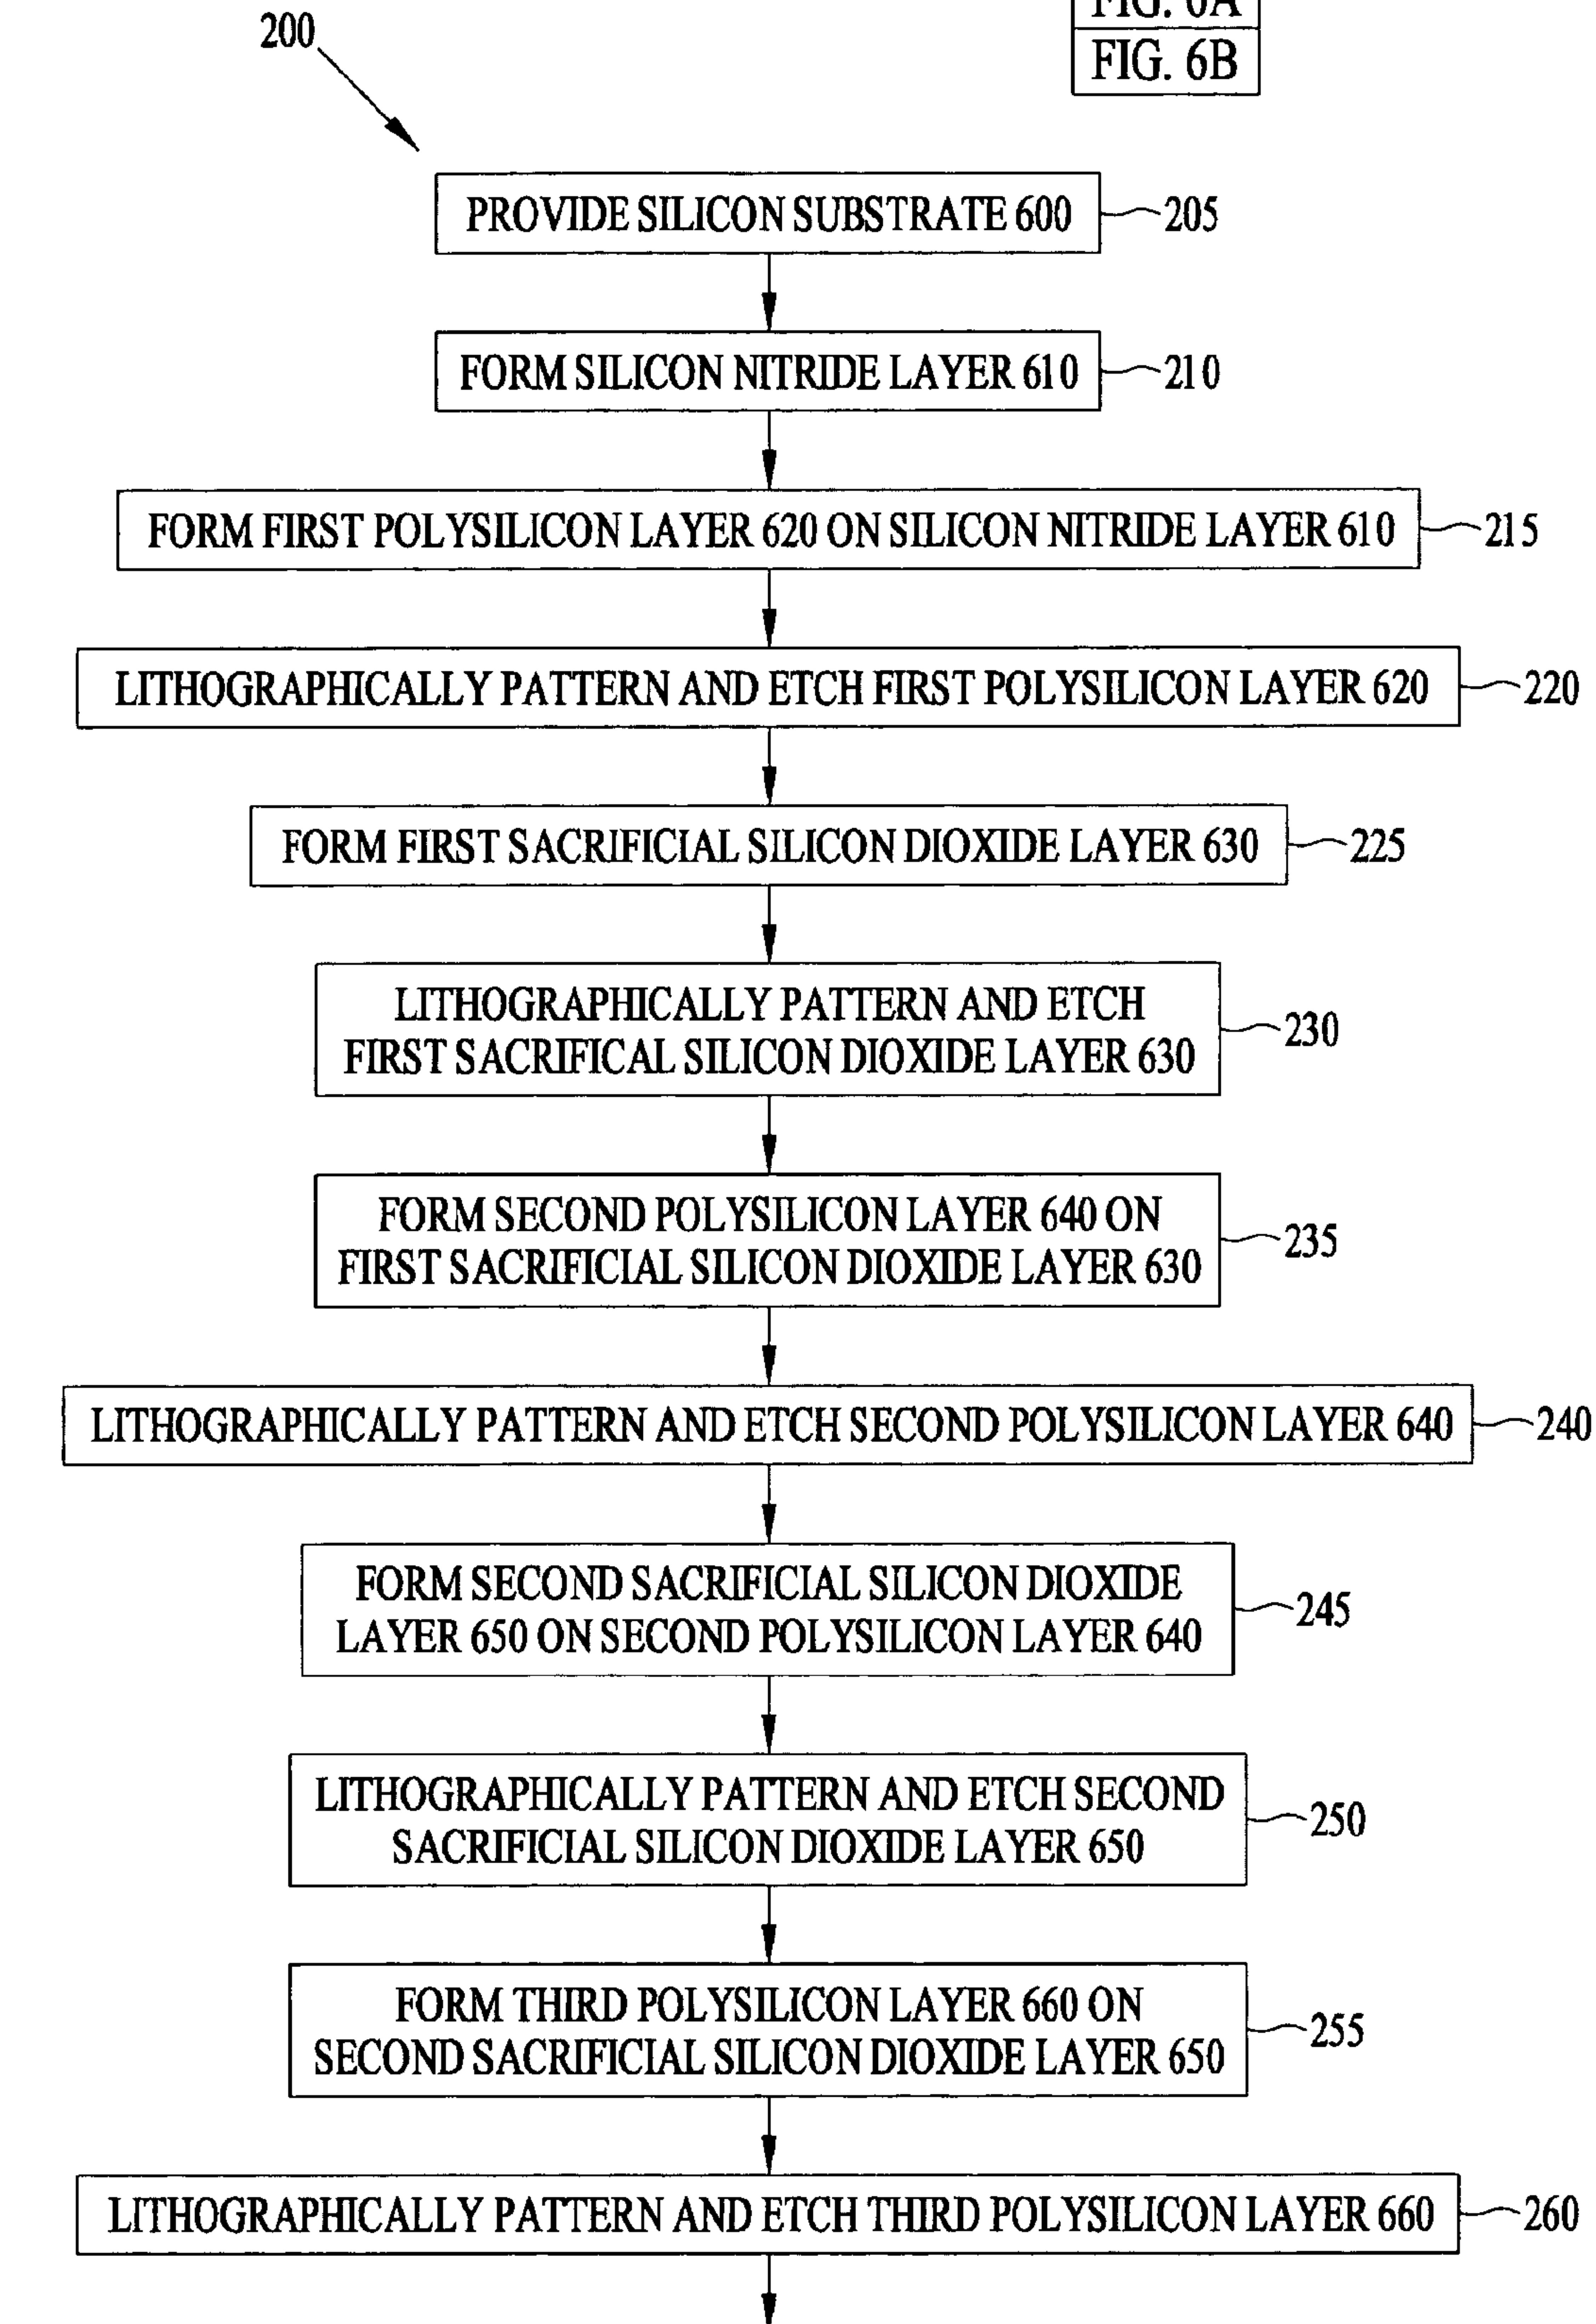 FIG. 6A
FIG. 6B
200
PROVIDE SILICON SUBSTRATE 600
205
FORM SILICON NITRIDE LAYER 610
210
FORM FIRST POLYSILICON LAYER 620 ON SILICON NITRIDE LAYER 610
215
LITHOGRAPHICALLY PATTERN AND ETCH FIRST POLYSILICON LAYER 620
220
FORM FIRST SACRIFICIAL SILICON DIOXIDE LAYER 630
225
LITHOGRAPHICALLY PATTERN AND ETCH
FIRST SACRIFICAL SILICON DIOXIDE LAYER 630
230
FORM SECOND POLYSILICON LAYER 640 ON
FIRST SACRIFICIAL SILICON DIOXIDE LAYER 630
235
LITHOGRAPHICALLY PATTERN AND ETCH SECOND POLYSILICON LAYER 640
240
FORM SECOND SACRIFICIAL SILICON DIOXIDE
LAYER 650 ON SECOND POLYSILICON LAYER 640
245
LITHOGRAPHICALLY PATTERN AND ETCH SECOND
SACRIFICIAL SILICON DIOXIDE LAYER 650
250
FORM THIRD POLYSILICON LAYER 660 ON
SECOND SACRIFICIAL SILICON DIOXIDE LAYER 650
255
LITHOGRAPHICALLY PATTERN AND ETCH THIRD POLYSILICON LAYER 660
260